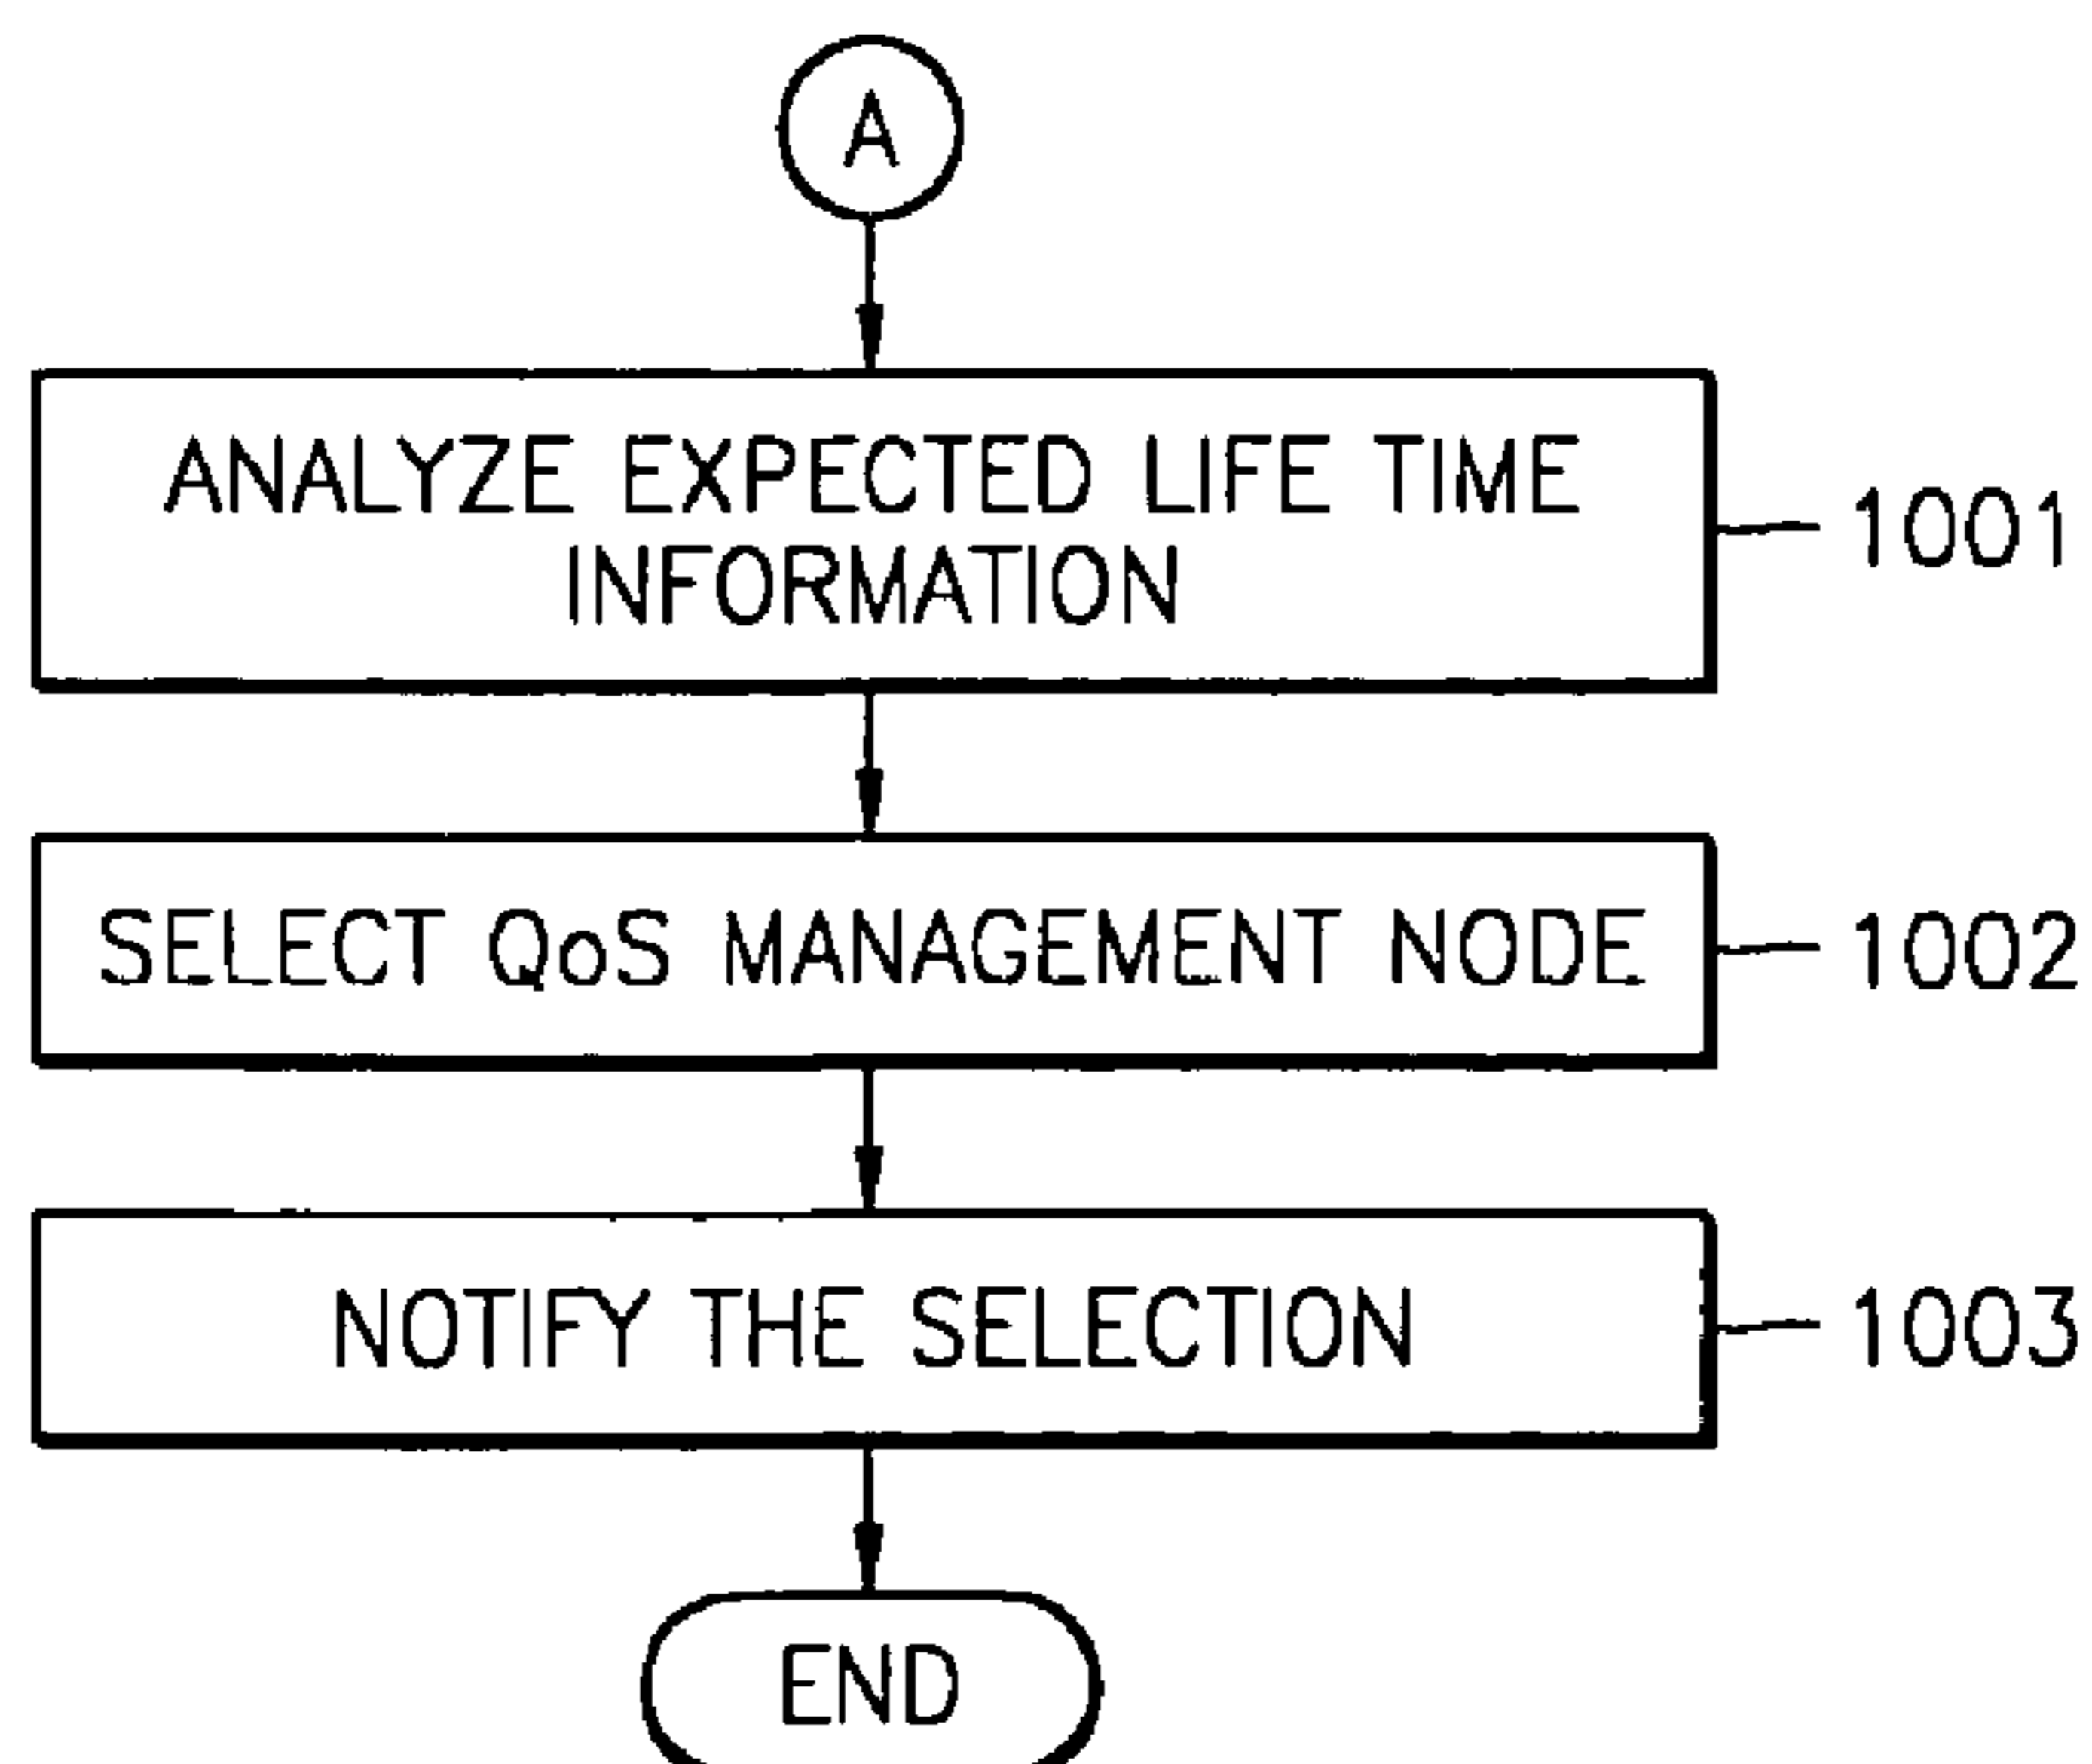 A
ANALYZE EXPECTED LIFE TIME
INFORMATION
1001
SELECT QoS MANAGEMENT NODE
1002
NOTIFY THE SELECTION
1003
END